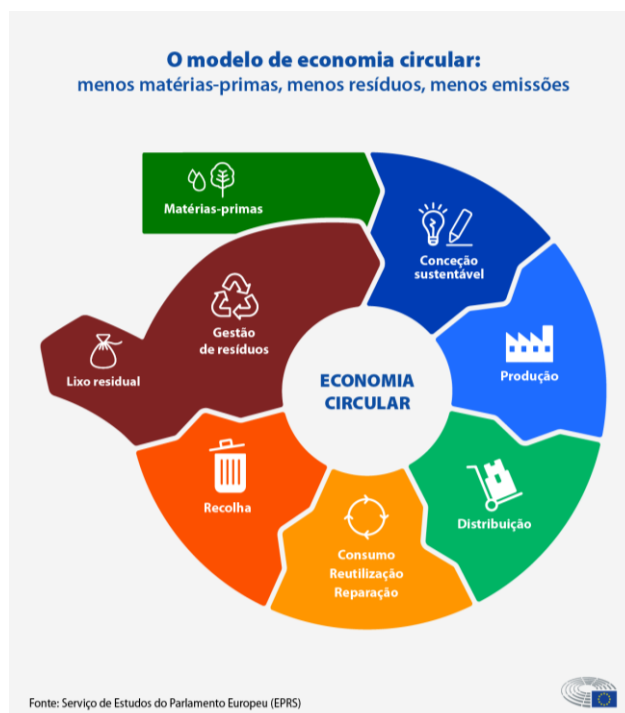 O modelo de economia circular:
menos matérias-primas, menos resíduos, menos emissões
Matérias-primas
Conceção
sustentável
Produção
Distribuição
Consumo
Reutilização
Reparação
Recolha
Gestão
de resíduos
Lixo residual
ECONOMIA
CIRCULAR
Fonte: Serviço de Estudos do Parlamento Europeu (EPRS)